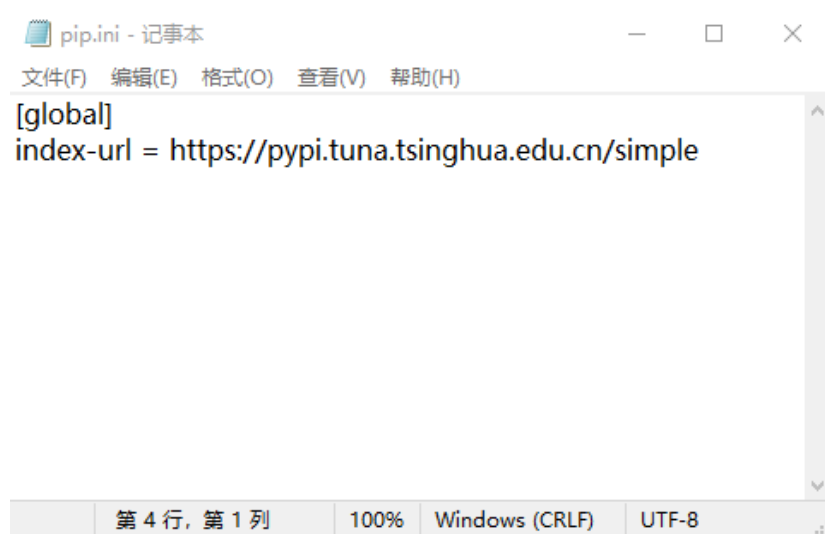 pip.ini - 记事本
文件(F) 编辑(E) 格式(O) 查看(V) 帮助(H)
[global]
index-url = https://pypi.tuna.tsinghua.edu.cn/simple
第 4 行, 第 1 列 100% Windows (CRLF) UTF-8